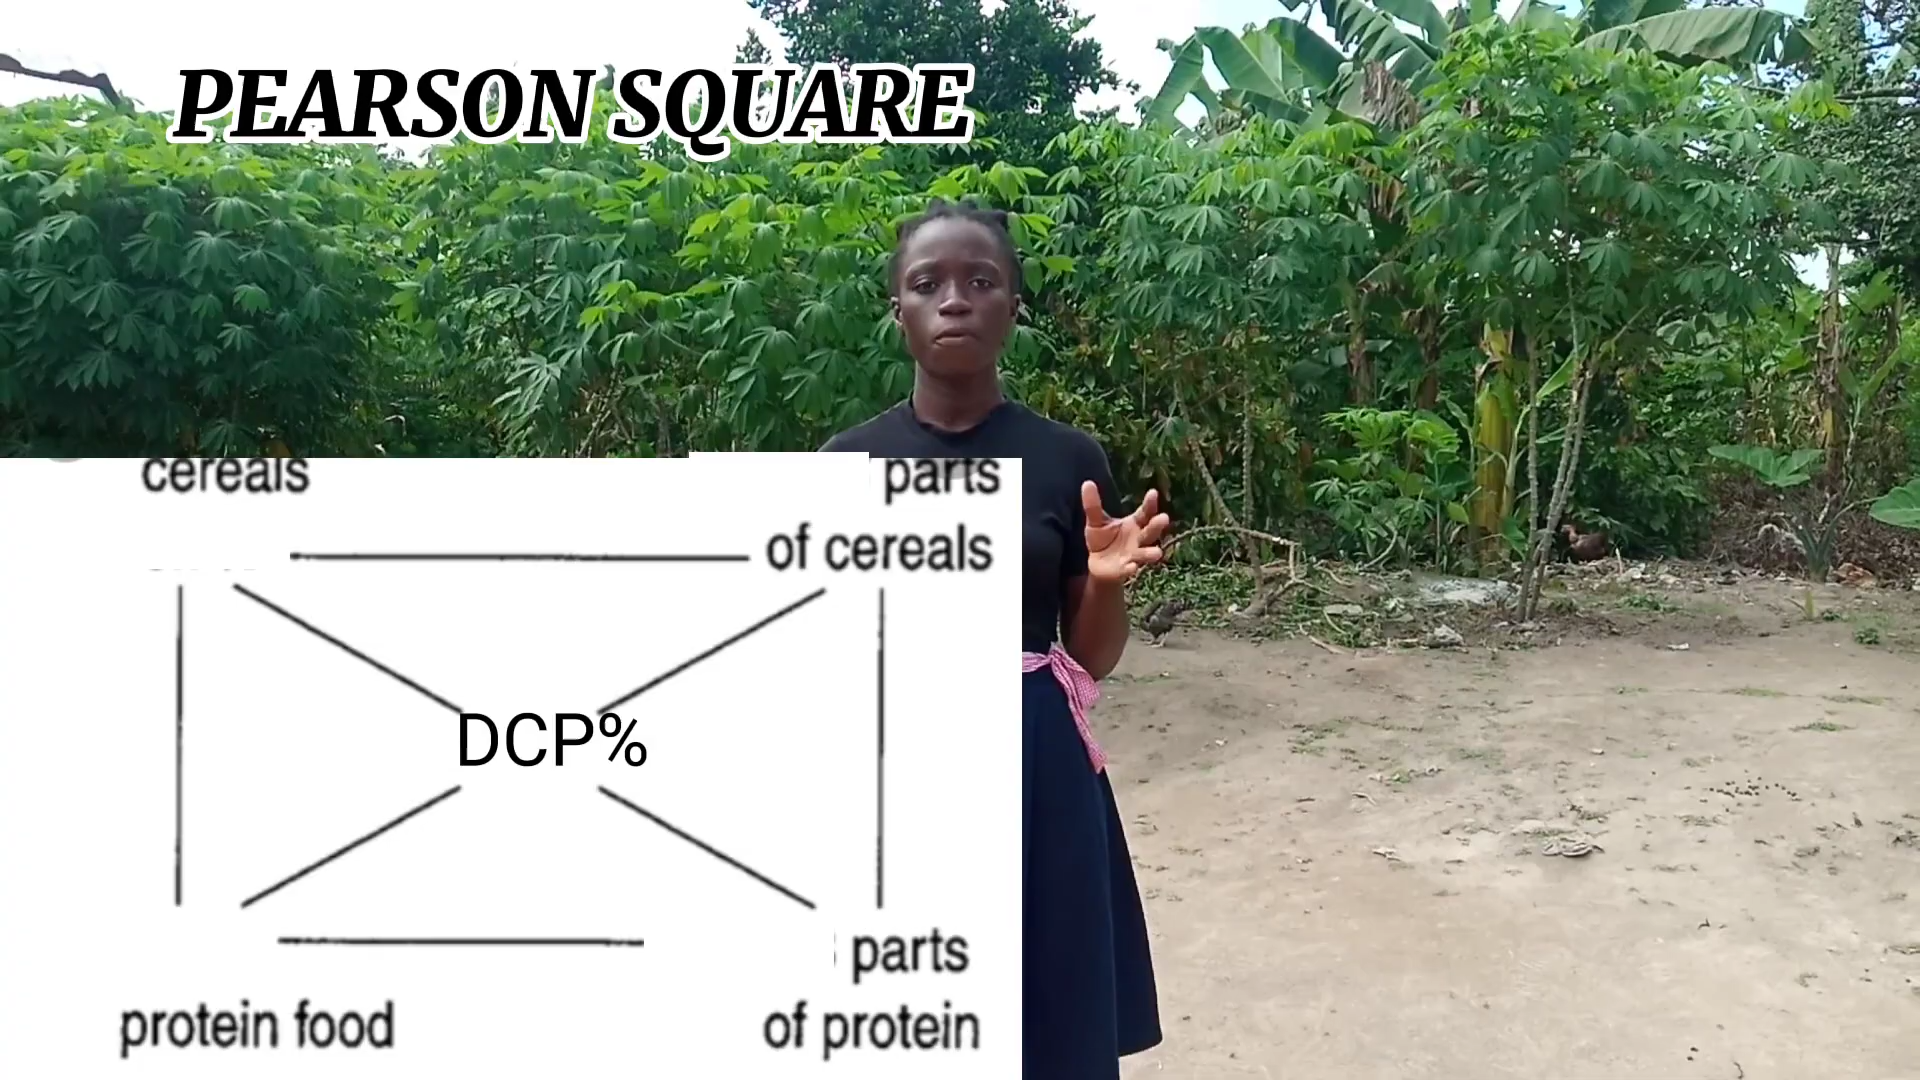 PEARSON SQUARE
cereals
parts
of cereals
DCP%
parts
protein food
of protein